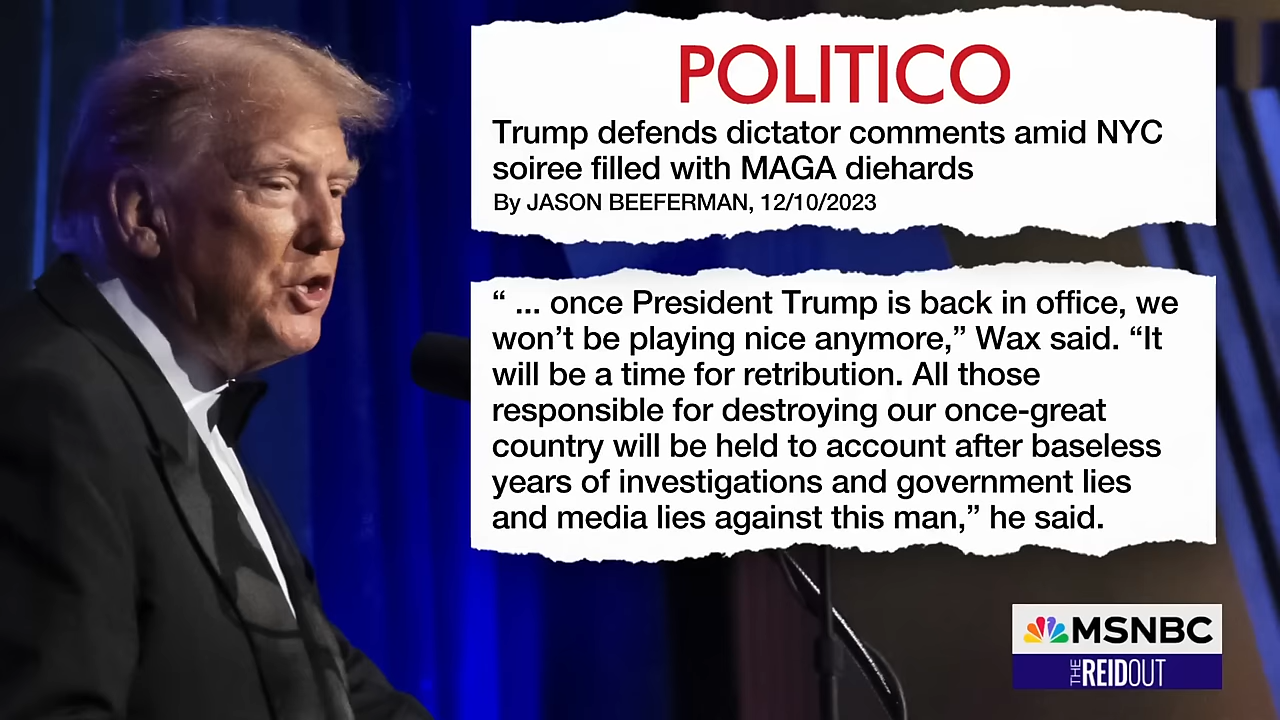 POLITICO
Trump defends dictator comments amid NYC
soiree filled with MAGA diehards
By JASON BEEFERMAN, 12/10/2023
“ ... once President Trump is back in office, we
won’t be playing nice anymore,” Wax said. “It
will be a time for retribution. All those
responsible for destroying our once-great
country will be held to account after baseless
years of investigations and government lies
and media lies against this man,” he said.
MSNBC
THE REIDOUT